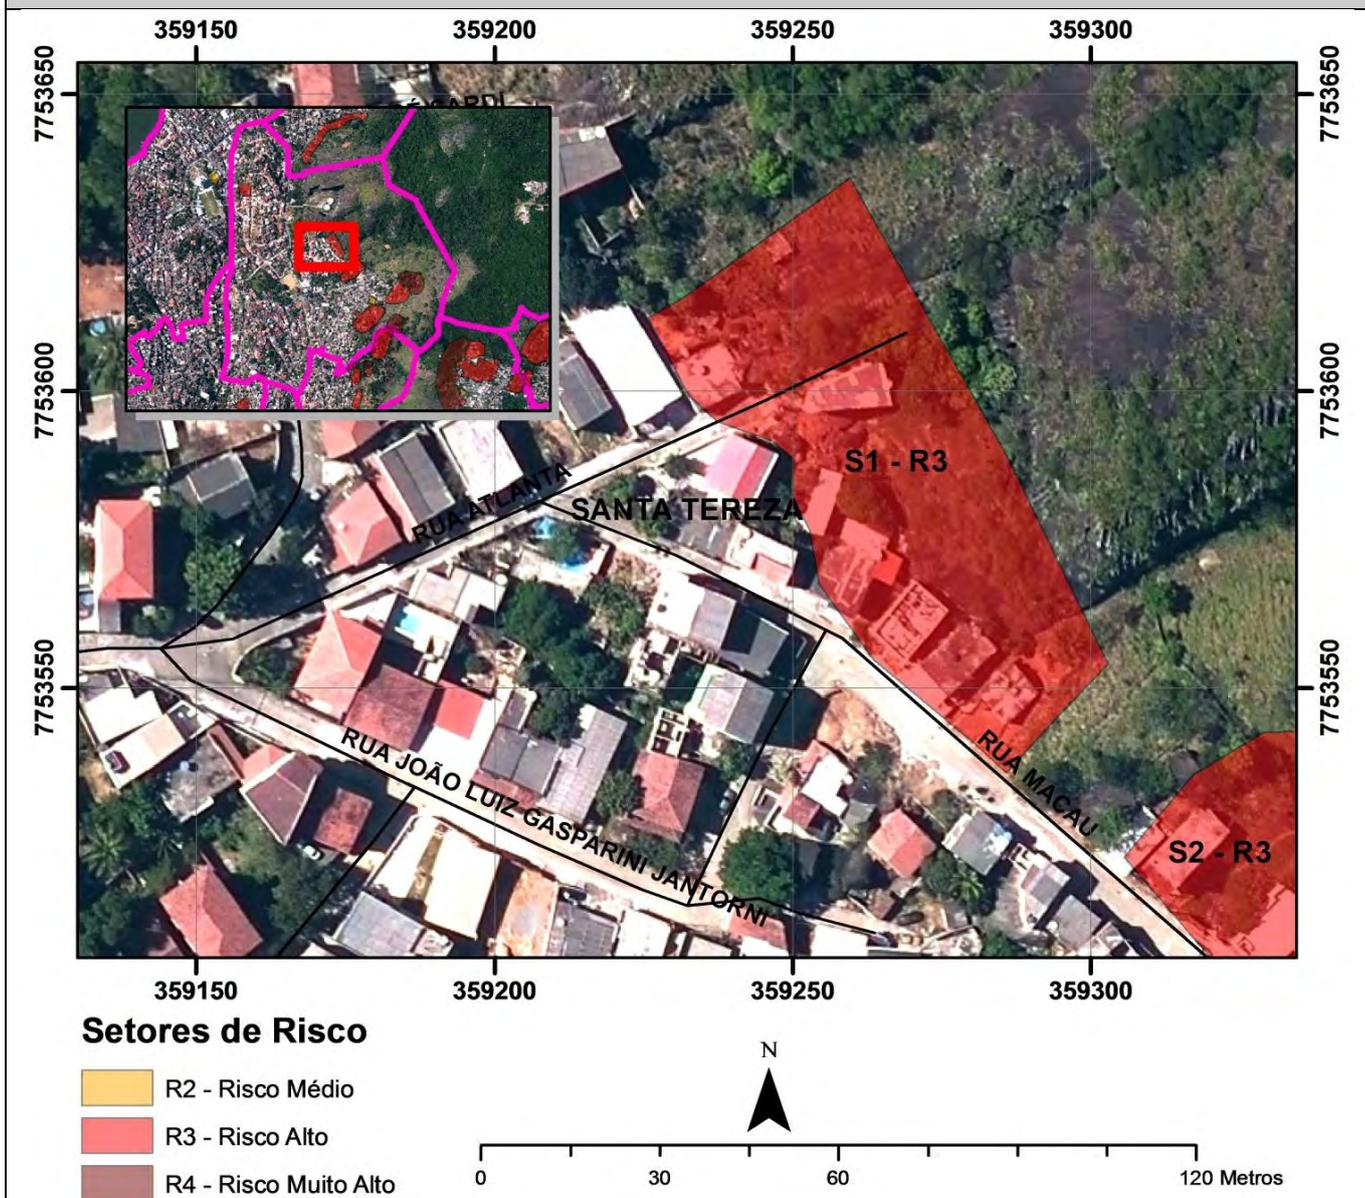 359150 359200 359250 359300
7753650 7753650
SARDI
7753600 7753600
S1 - R3
RUA ATLANTA
SANTA TEREZA
7753550 7753550
RUA MACAU
RUA JOÃO LUIZ GASPARINI JANTORNI
S2 - R3
359150 359200 359250 359300
Setores de Risco
N
R2 - Risco Médio
R3 - Risco Alto
R4 - Risco Muito Alto
0 30 60 120 Metros